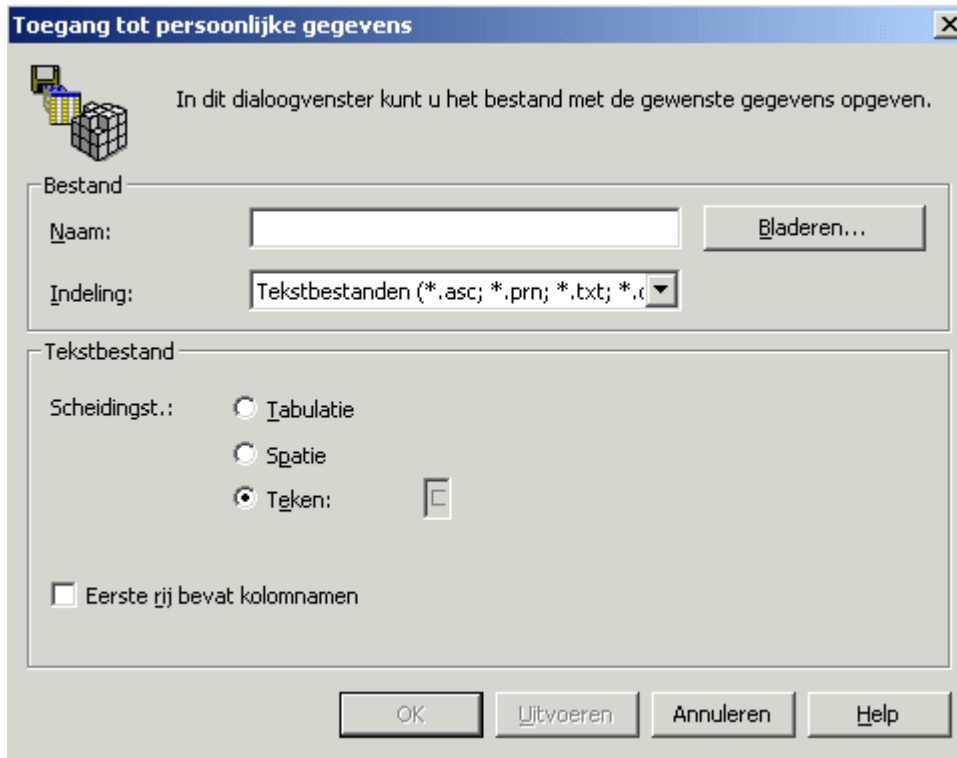 Toegang tot persoonlijke gegevens
In dit dialoogvenster kunt u het bestand met de gewenste gegevens opgeven.
Bestand
Naam:
Bladeren...
Indeling:
Tekstbestanden (*.asc; *.prn; *.txt; *.c
Tekstbestand
Scheidingst.:
Tabulatie
Spatie
Teken:
Eerste rij bevat kolomnamen
OK
Uitvoeren
Annuleren
Help